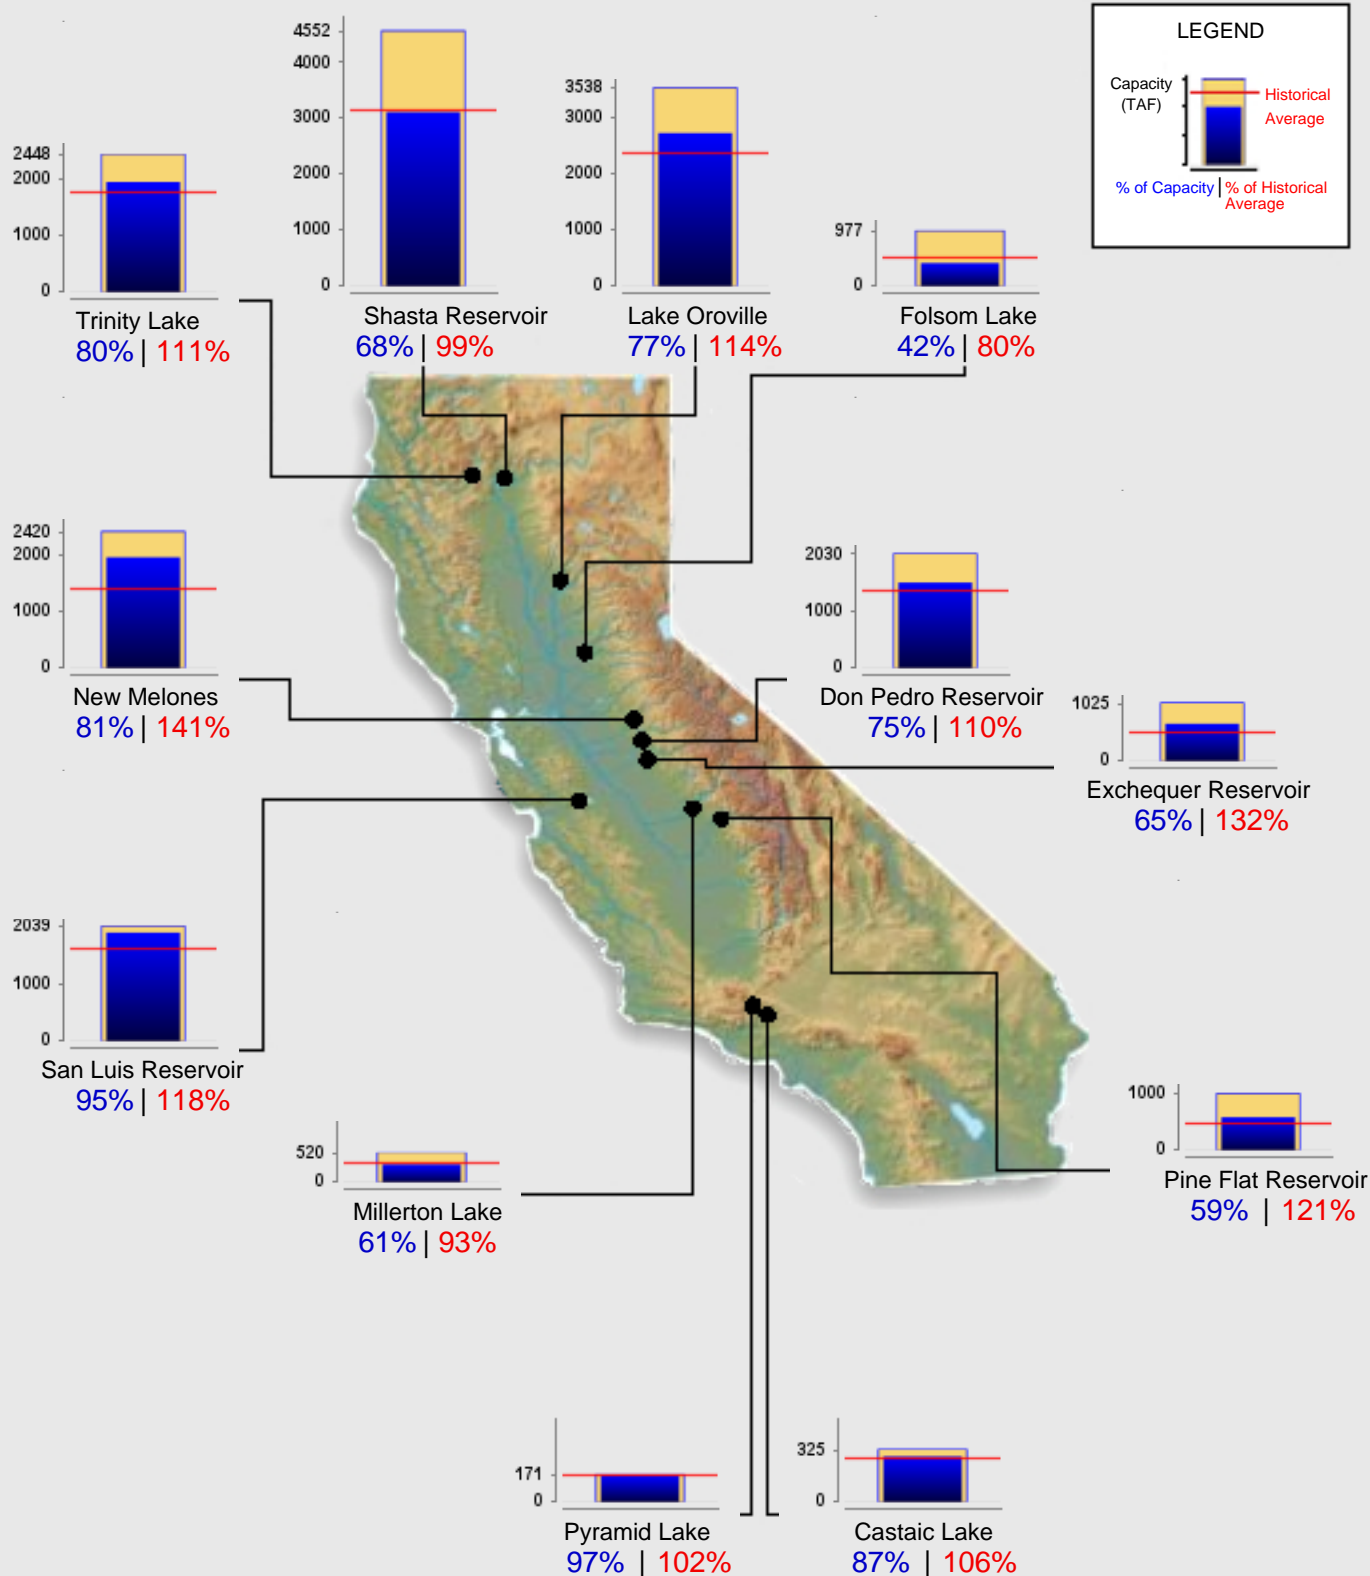 LEGEND
Capacity
(TAF)
Historical
Average
% of Capacity | % of Historical
Average
4552
4000
3000
2000
1000
0
Shasta Reservoir
68% | 99%
3538
3000
2000
1000
0
Lake Oroville
77% | 114%
2448
2000
1000
0
Trinity Lake
80% | 111%
977
0
Folsom Lake
42% | 80%
2420
2000
1000
0
New Melones
81% | 141%
2030
1000
0
Don Pedro Reservoir
75% | 110%
1025
0
Exchequer Reservoir
65% | 132%
2039
1000
0
San Luis Reservoir
95% | 118%
520
0
Millerton Lake
61% | 93%
1000
0
Pine Flat Reservoir
59% | 121%
171
0
Pyramid Lake
97% | 102%
325
0
Castaic Lake
87% | 106%